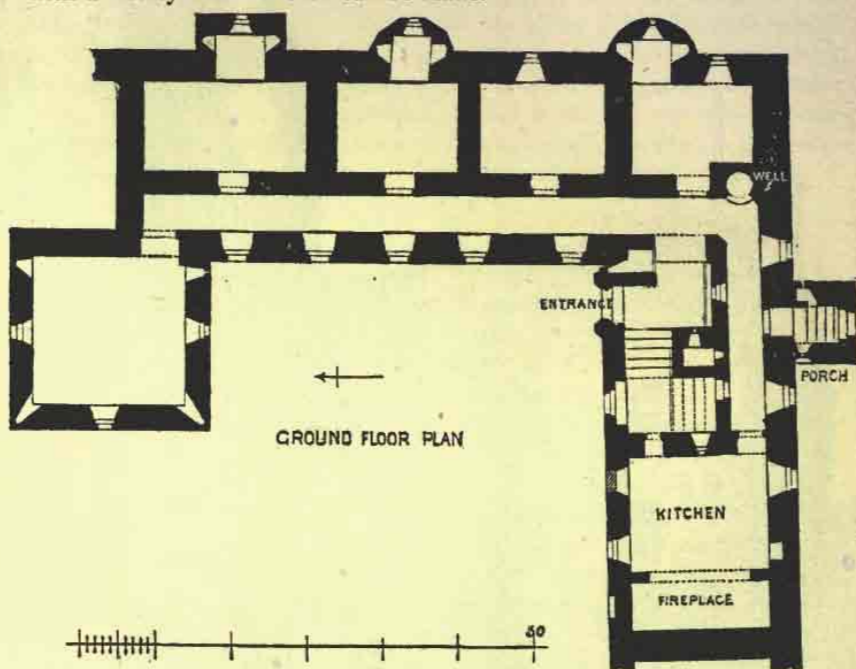 WELL
ENTRANCE
PORCH
GROUND FLOOR PLAN
KITCHEN
FIREPLACE
50